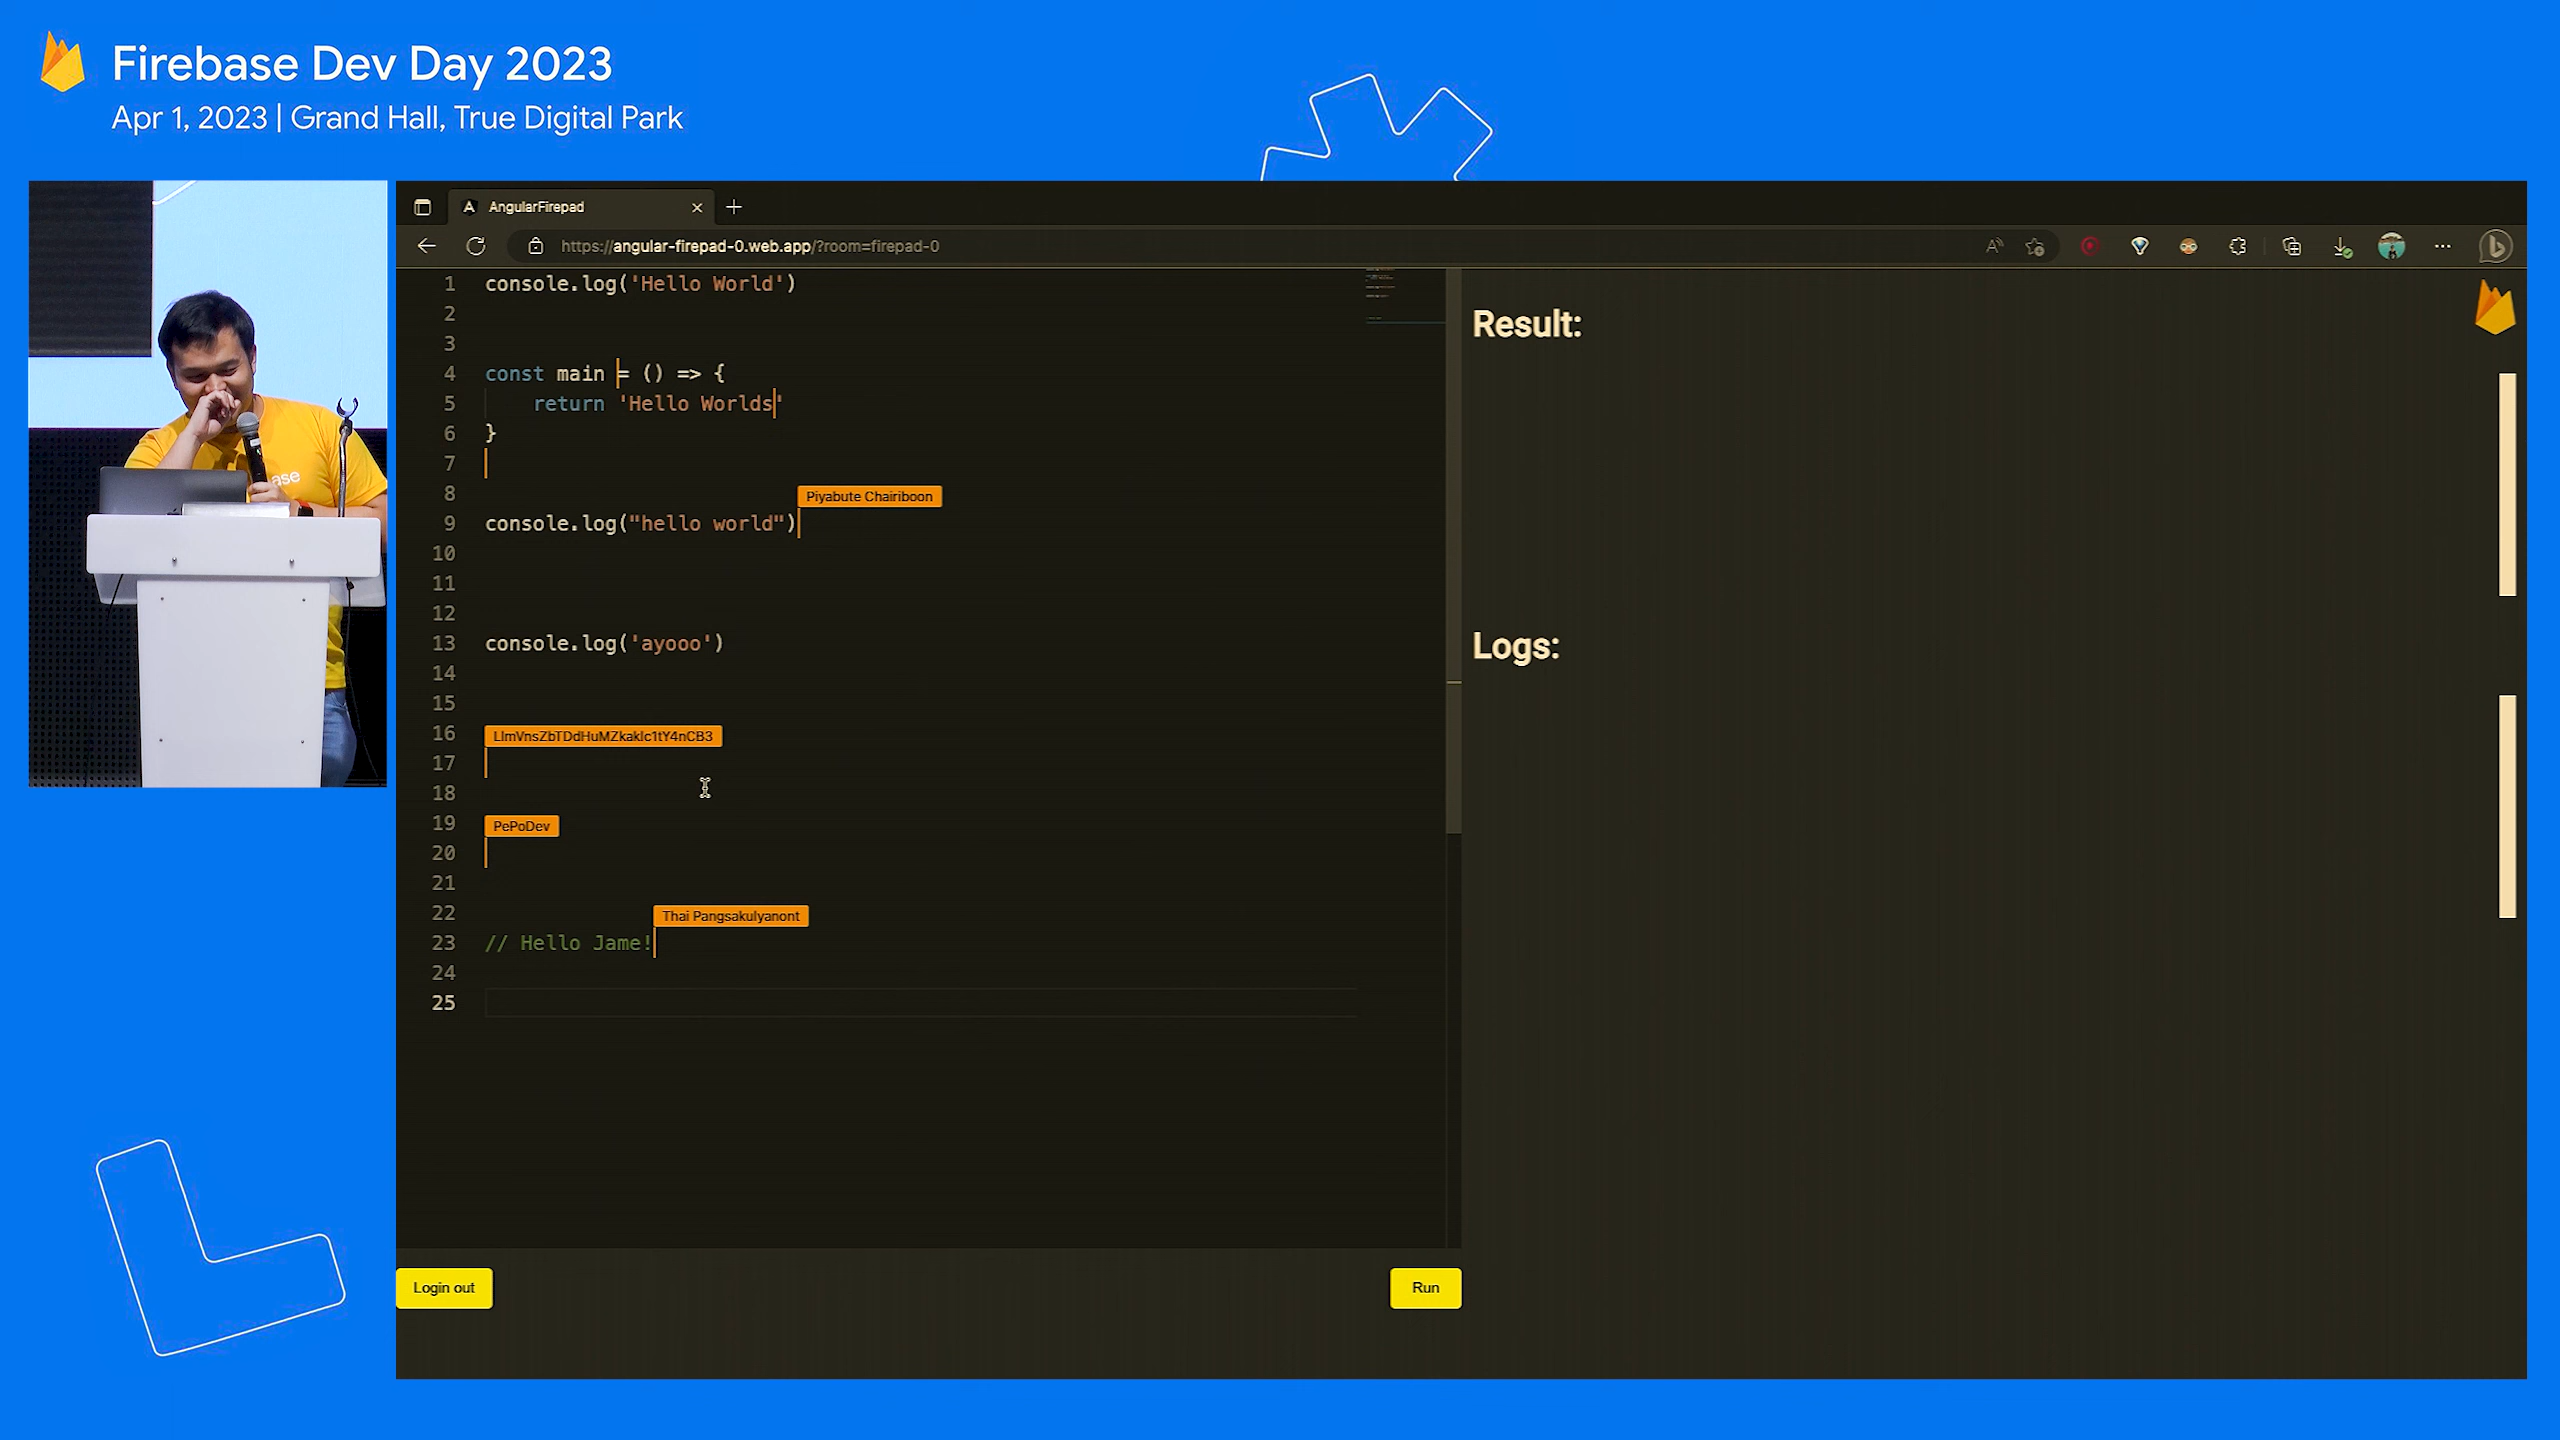 Firebase Dev Day 2023
Apr 1, 2023 | Grand Hall, True Digital Park
AngularFirepad
https://angular-firepad-0.web.app/?room=firepad-0
1 console.log('Hello World')
2
3
4 const main = () => {
5 return 'Hello Worlds'
6 }
7
8
Piyabute Chairiboon
9 console.log("hello world")
10
11
12
13 console.log('ayooo')
14
15
16
17
18
PePoDev
19
20
21
22
Thai Pangsakulyanont
23 // Hello Jame!
24
25
Result:
Logs:
Login out
Run
ase